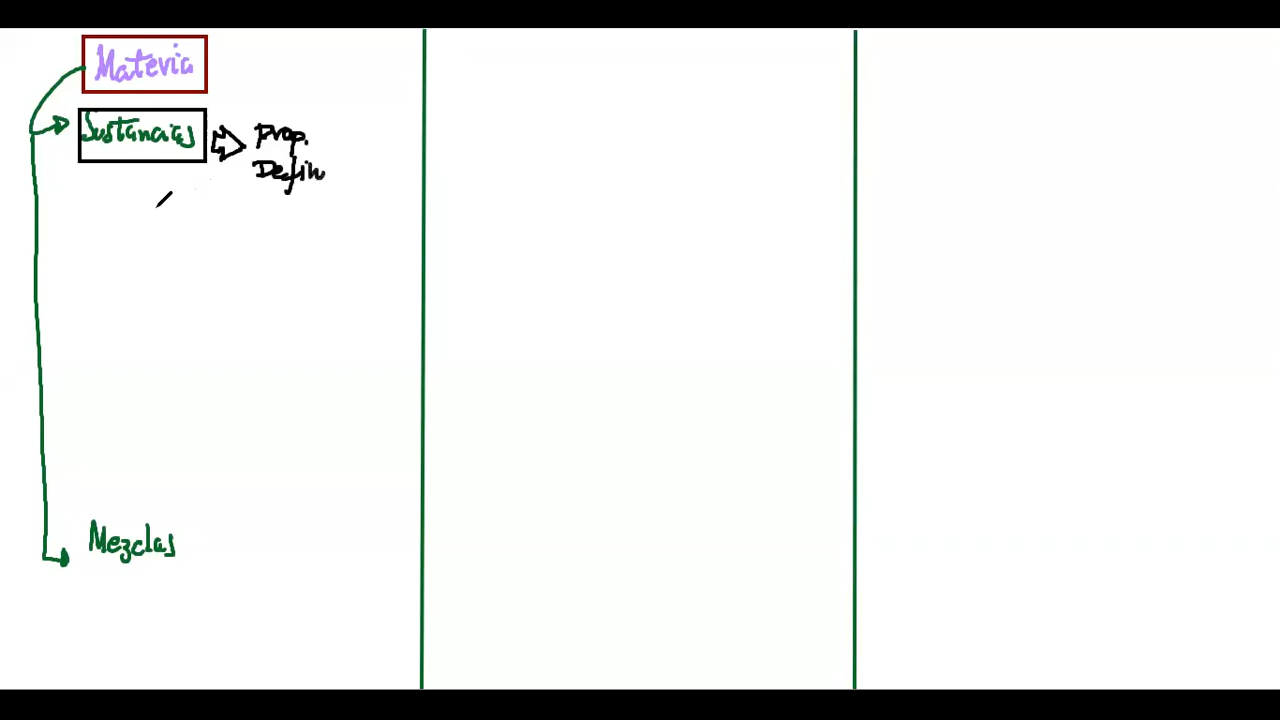 Materia
Sustancias
Prop.
Defin
Mezclas